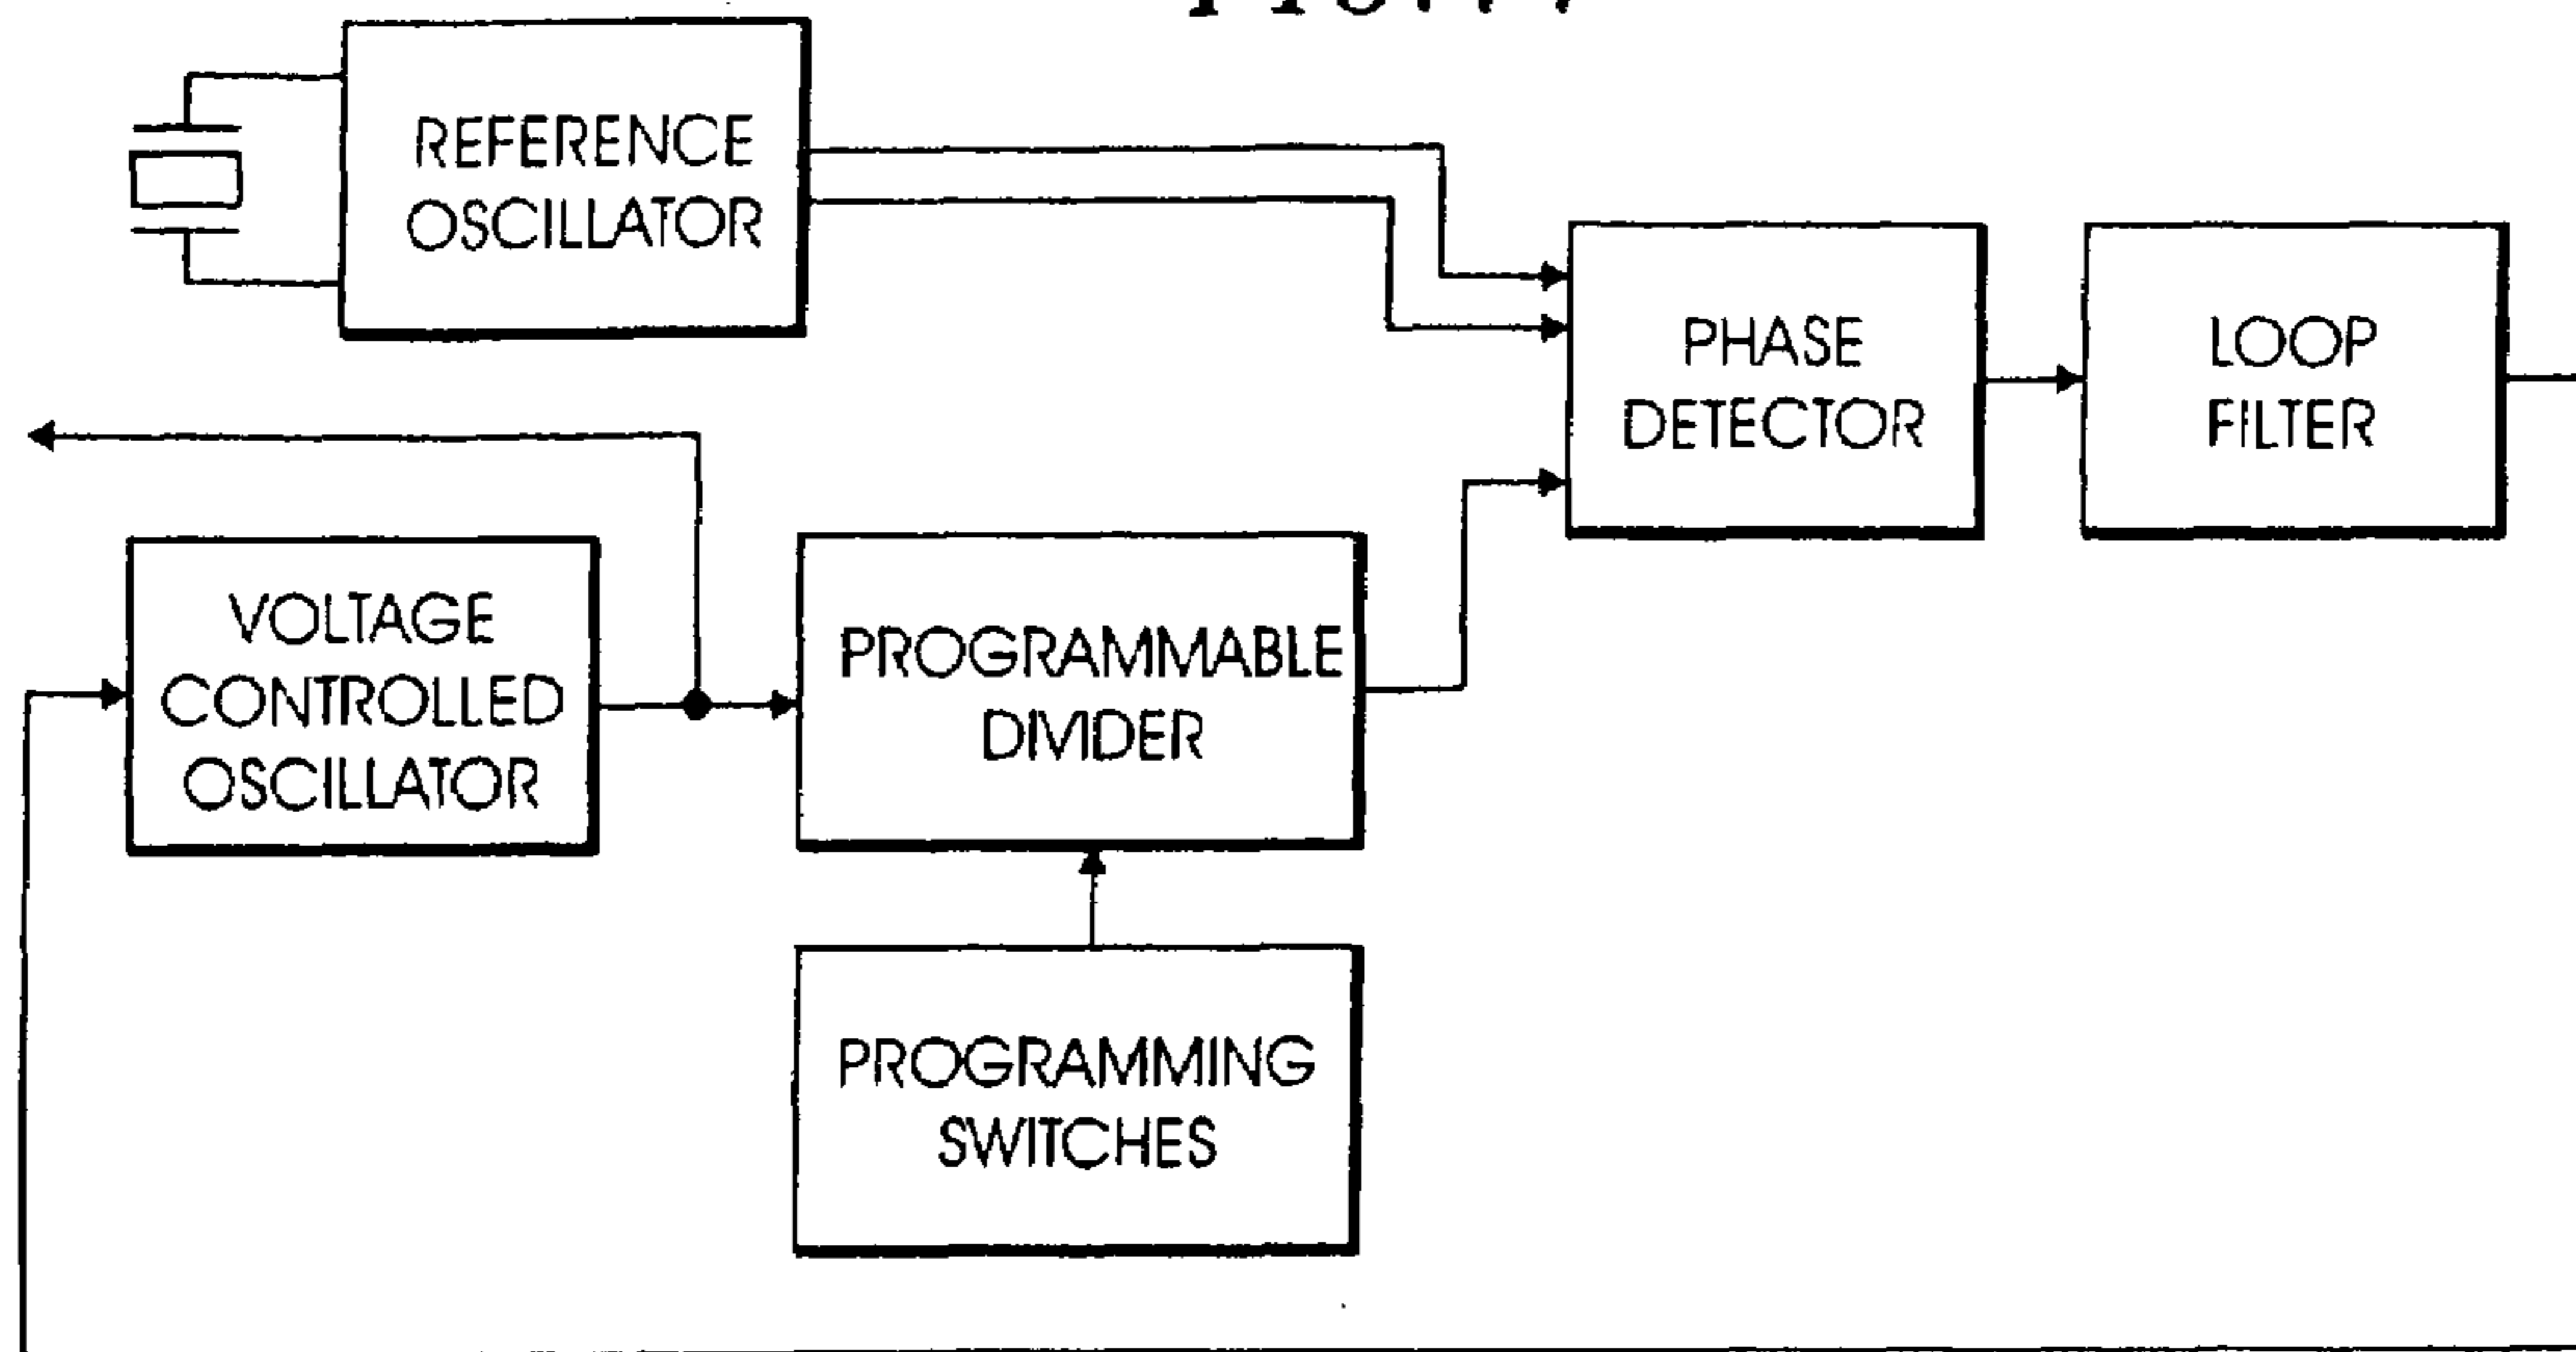 REFERENCE
OSCILLATOR
PHASE
DETECTOR
LOOP
FILTER
VOLTAGE
CONTROLLED
OSCILLATOR
PROGRAMMABLE
DIVIDER
PROGRAMMING
SWITCHES